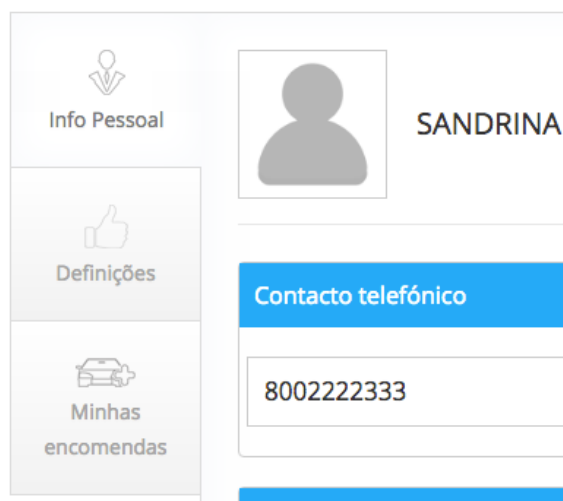 Info Pessoal
SANDRINA
Definições
Contacto telefónico
8002222333
Minhas
encomendas